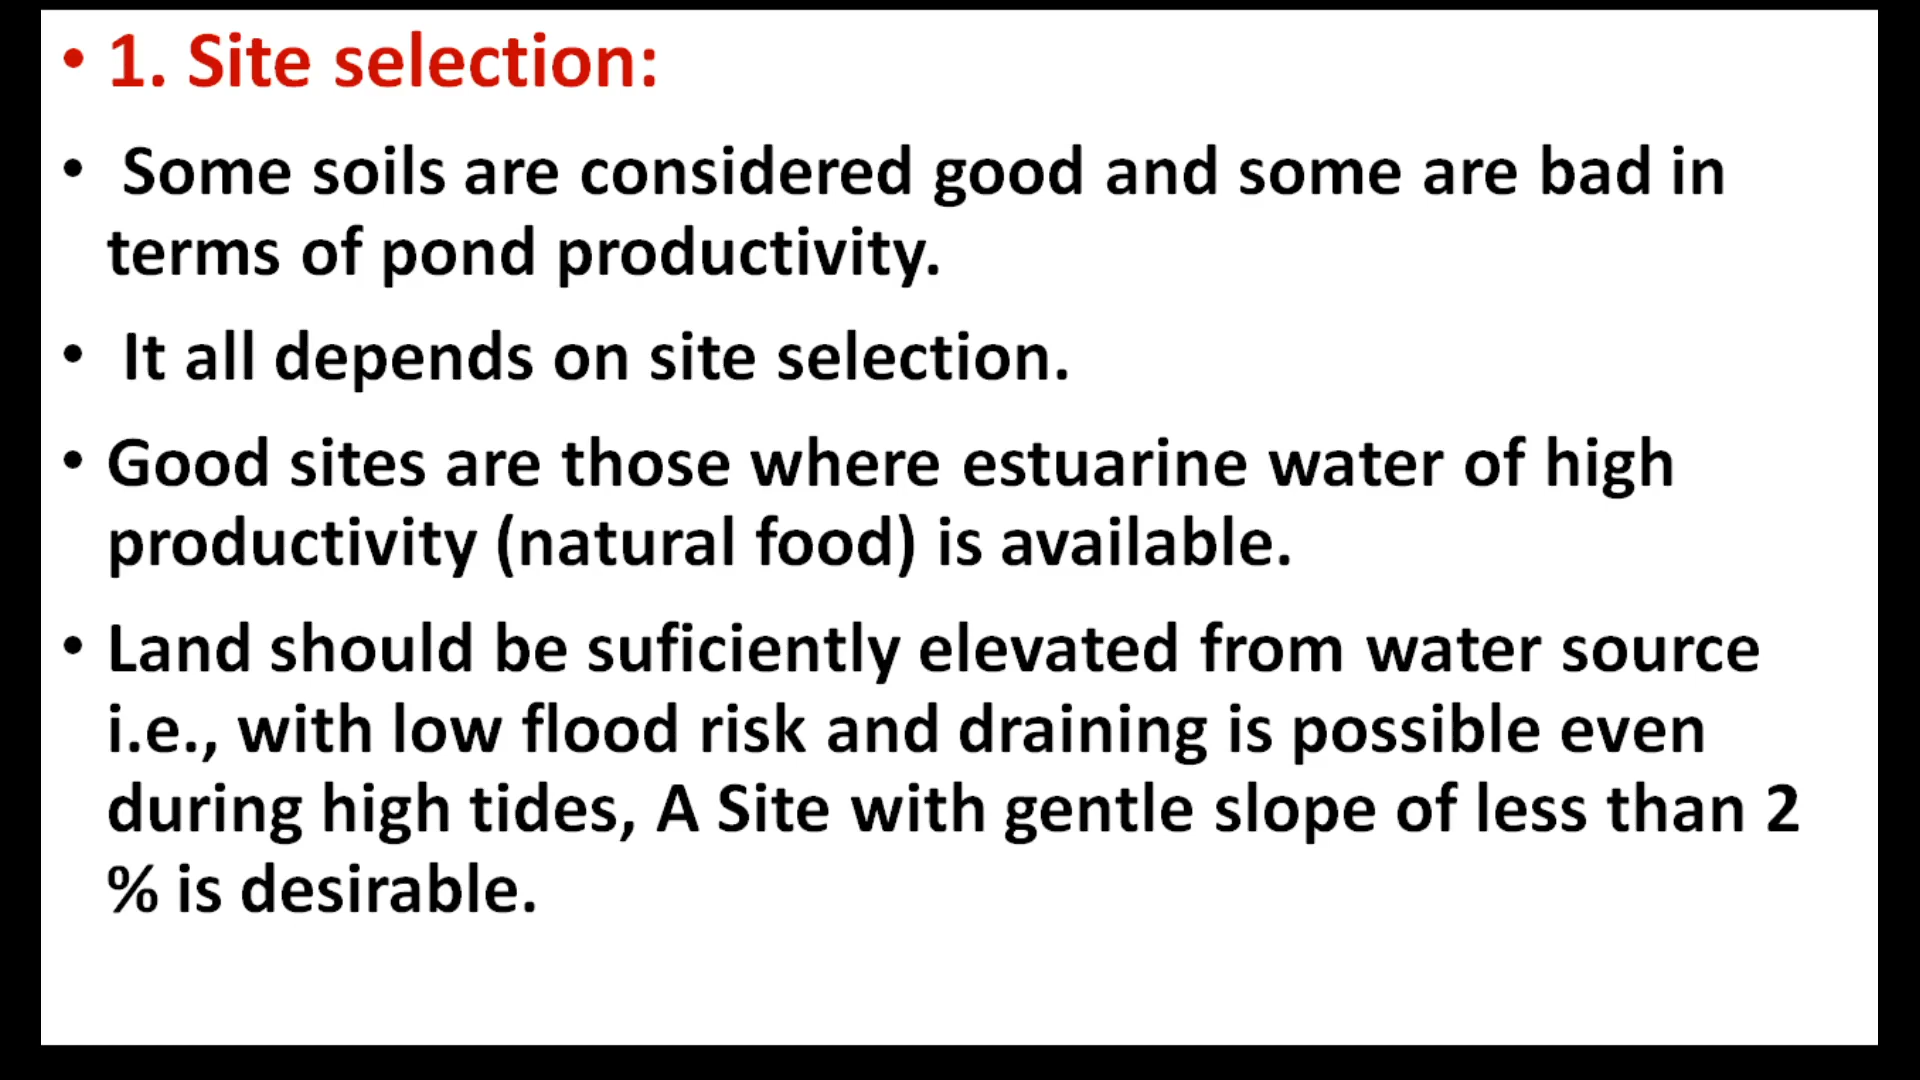 • 1. Site selection:
• Some soils are considered good and some are bad in
terms of pond productivity.
• It all depends on site selection.
• Good sites are those where estuarine water of high
productivity (natural food) is available.
• Land should be suficiently elevated from water source
i.e., with low flood risk and draining is possible even
during high tides, A Site with gentle slope of less than 2
% is desirable.